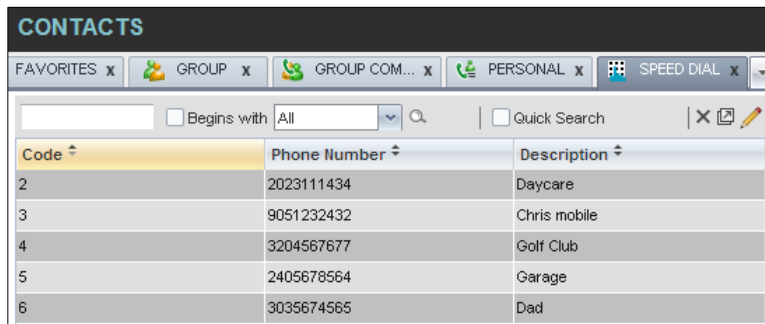 CONTACTS
FAVORITES x GROUP x GROUP COM... x PERSONAL x SPEED DIAL x
Begins with All Quick Search
Code Phone Number Description
2 2023111434 Daycare
3 9051232432 Chris mobile
4 3204567677 Golf Club
5 2405678564 Garage
6 3035674565 Dad